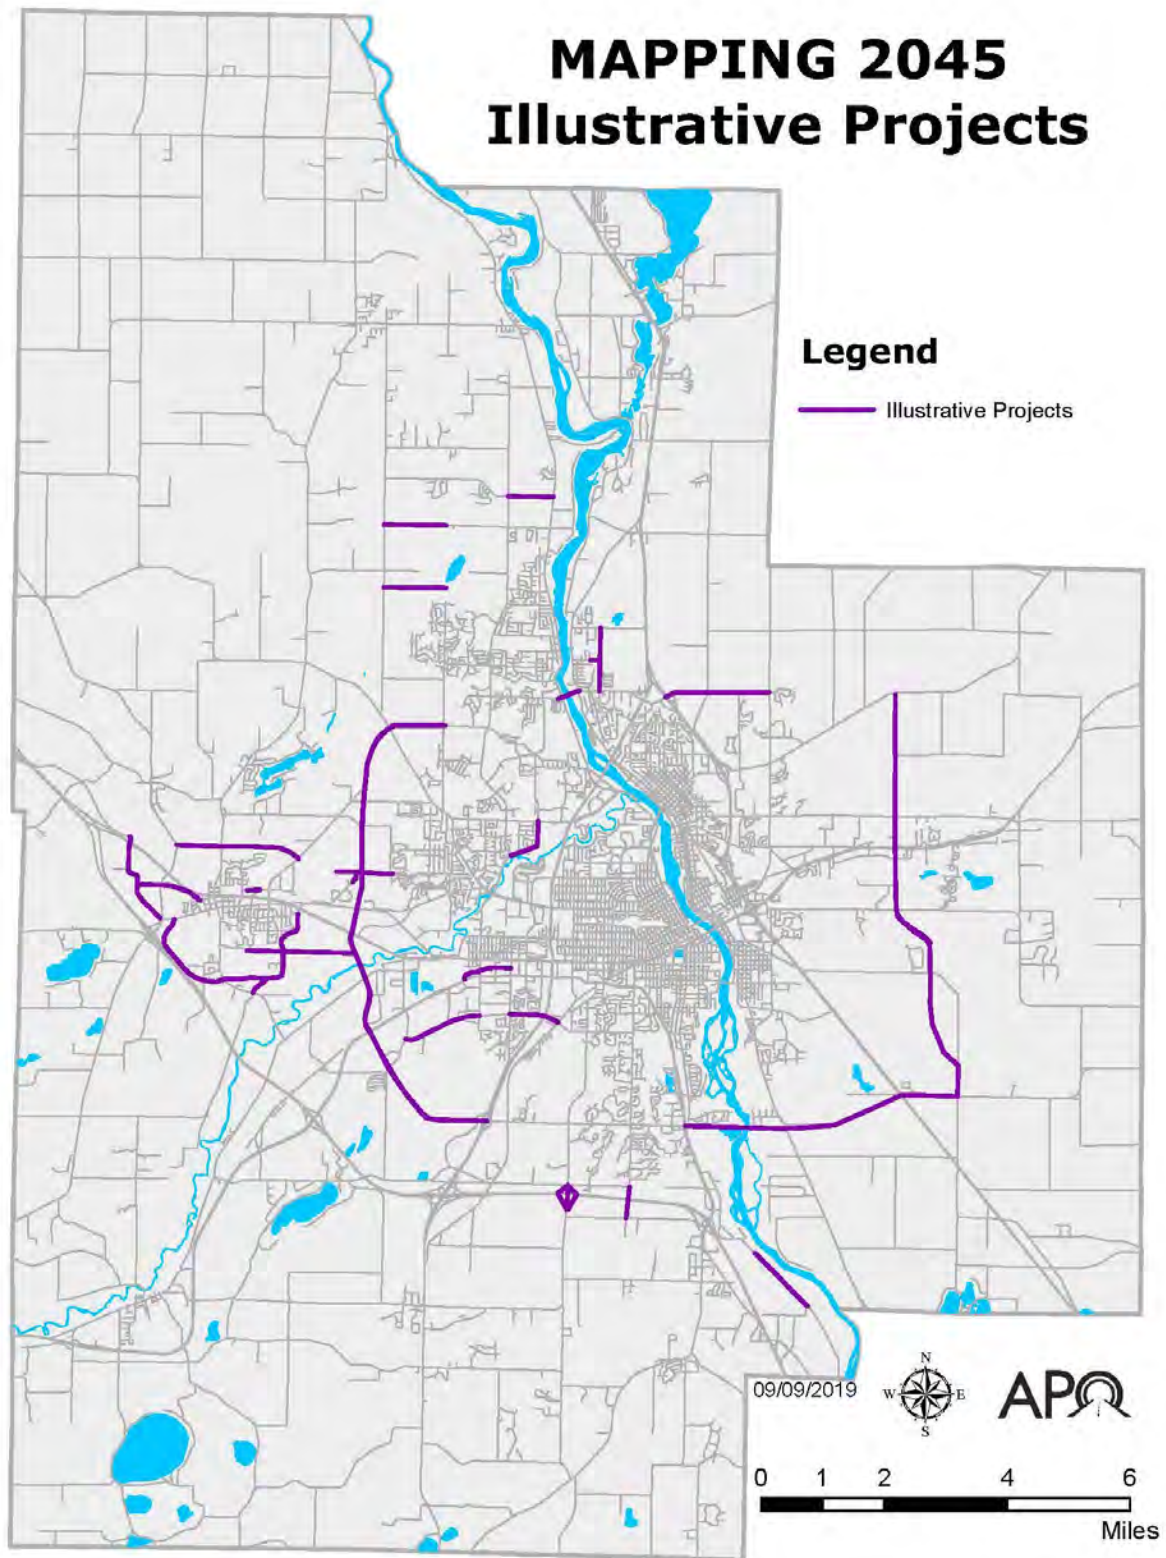 MAPPING 2045
Illustrative Projects
Legend
Illustrative Projects
09/09/2019
N
W E
S
APO
0 1 2 4 6
Miles